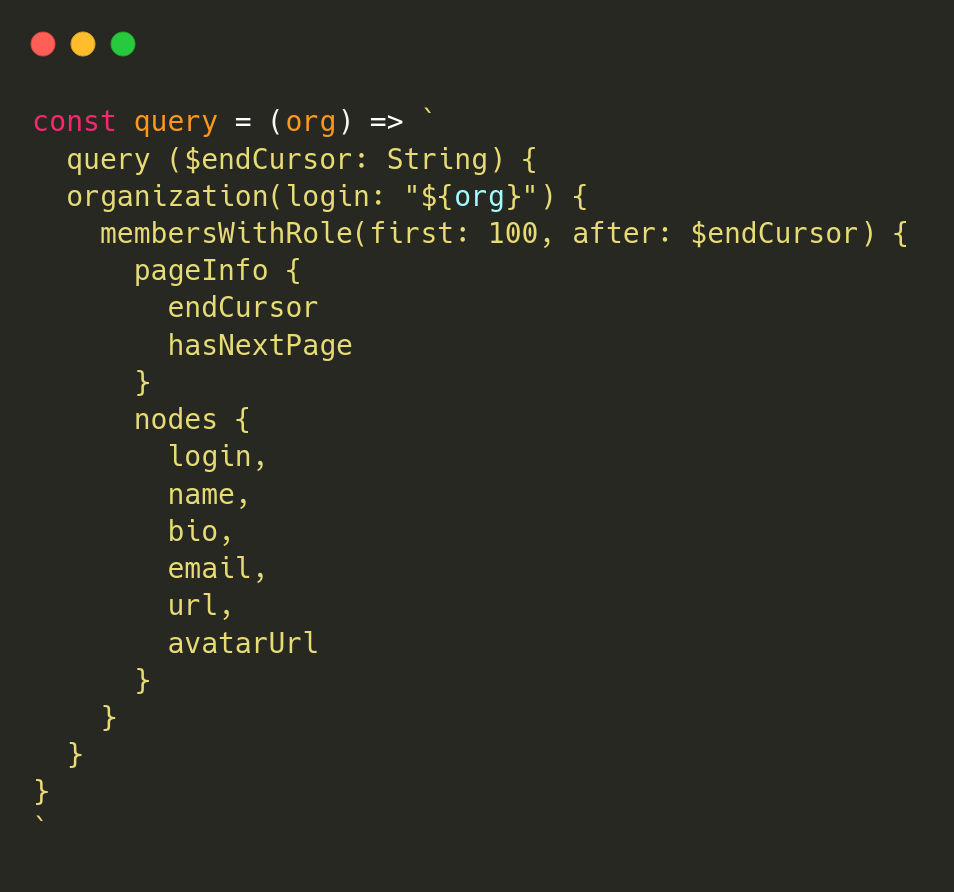 const query = (org) => `
  query ($endCursor: String) {
  organization(login: "${org}") {
    membersWithRole(first: 100, after: $endCursor) {
      pageInfo {
        endCursor
        hasNextPage
      }
      nodes {
        login,
        name,
        bio,
        email,
        url,
        avatarUrl
      }
    }
  }
}
`